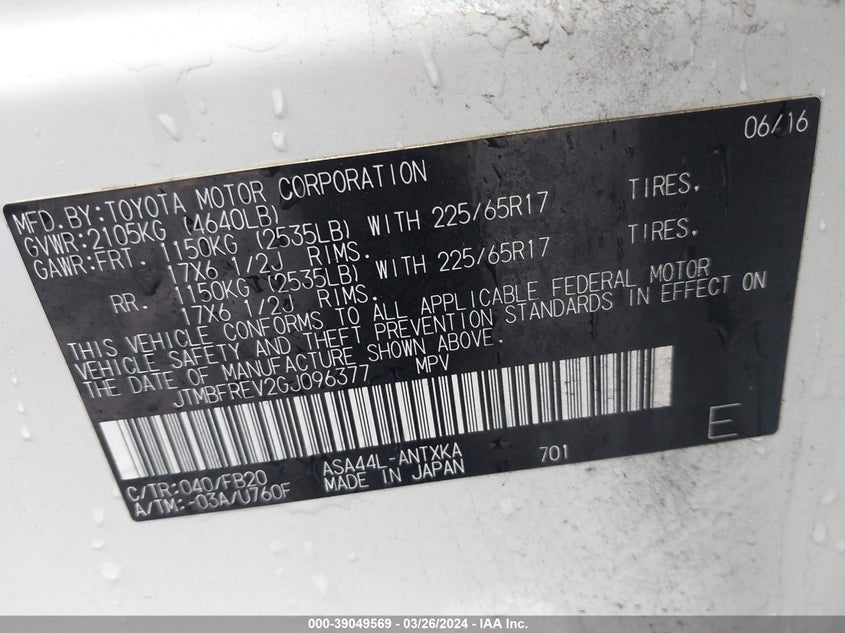 06/16
MFD.BY:TOYOTA MOTOR CORPORATION
GVWR:2105KG (4640LB)
GAWR:FRT. 1150KG (2535LB) WITH 225/65R17 TIRES.
17X6 1/2J RIMS.
RR. 1150KG (2535LB) WITH 225/65R17 TIRES.
17X6 1/2J RIMS.
THIS VEHICLE CONFORMS TO ALL APPLICABLE FEDERAL MOTOR
VEHICLE SAFETY AND THEFT PREVENTION STANDARDS IN EFFECT ON
THE DATE OF MANUFACTURE SHOWN ABOVE.
JTMBFREV2GJ096377 MPV
E
C/TR:040/FB20 ASA44L-ANTXKA 701
A/TM:-03A/U760F MADE IN JAPAN
000-39049569 - 03/26/2024 - IAA Inc.